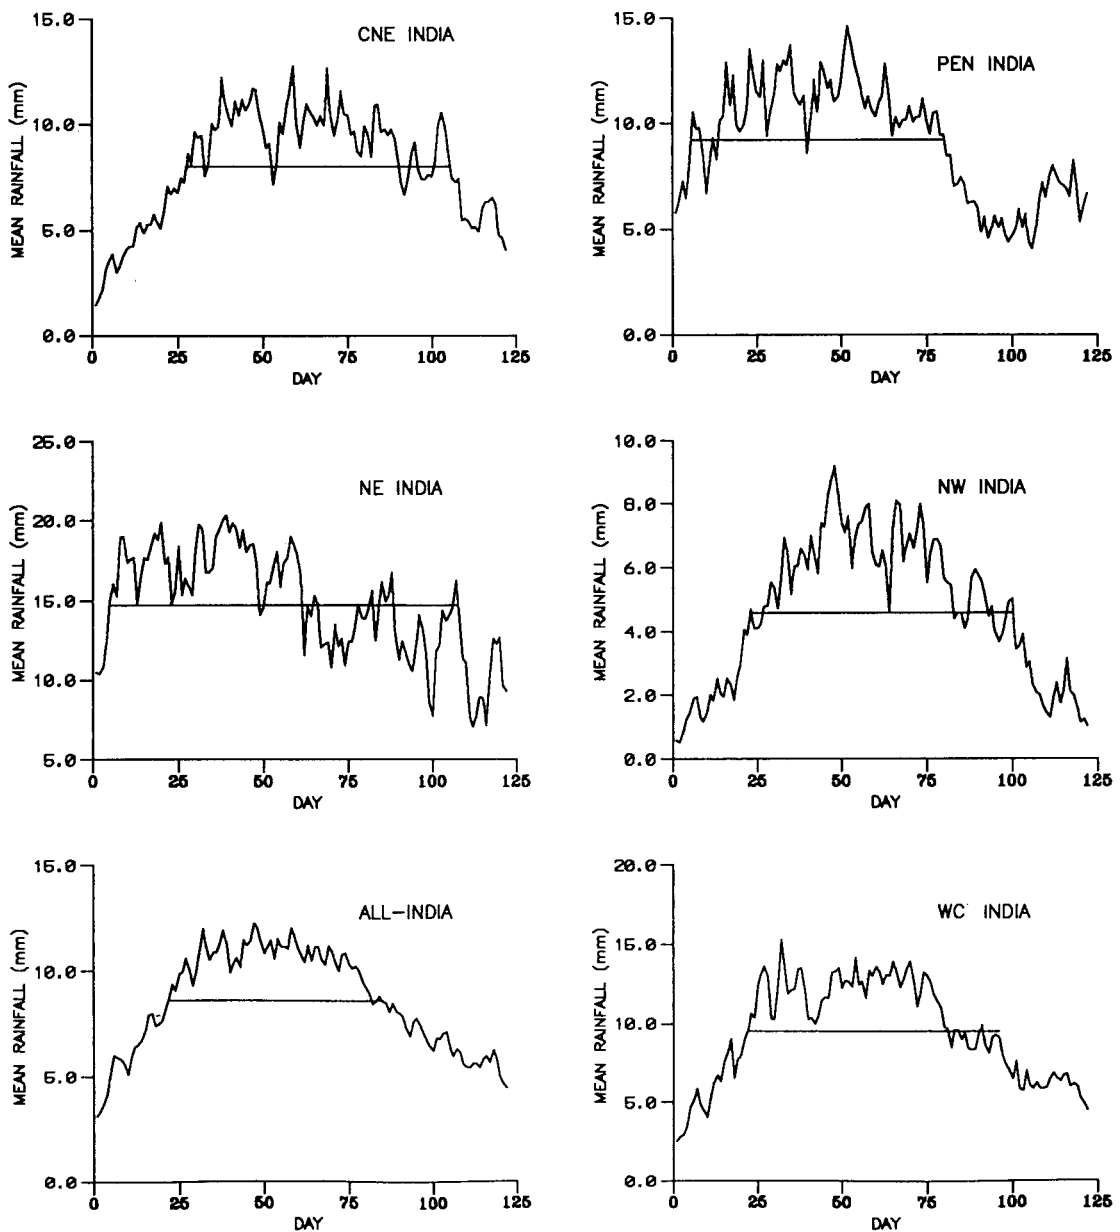 CNE INDIA
MEAN RAINFALL (mm)
15.0
10.0
5.0
0.0
0 25 50 75 100 125
DAY
PEN INDIA
MEAN RAINFALL (mm)
15.0
10.0
5.0
0.0
0 25 50 75 100 125
DAY
NE INDIA
MEAN RAINFALL (mm)
25.0
20.0
15.0
10.0
5.0
0 25 50 75 100 125
DAY
NW INDIA
MEAN RAINFALL (mm)
10.0
8.0
6.0
4.0
2.0
0.0
0 25 50 75 100 125
DAY
ALL-INDIA
MEAN RAINFALL (mm)
15.0
10.0
5.0
0.0
0 25 50 75 100 125
DAY
WC INDIA
MEAN RAINFALL (mm)
20.0
15.0
10.0
5.0
0.0
0 25 50 75 100 125
DAY